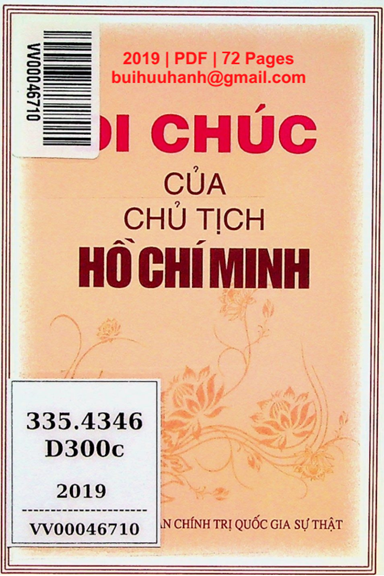 VV00046710
2019 | PDF | 72 Pages
buihuuhanh@gmail.com
CHÚC
CỦA
CHỦ TỊCH
HỒ CHÍ MINH
335.4346
D300c
2019
VV00046710
CHÍNH TRỊ QUỐC GIA SỰ THẬT